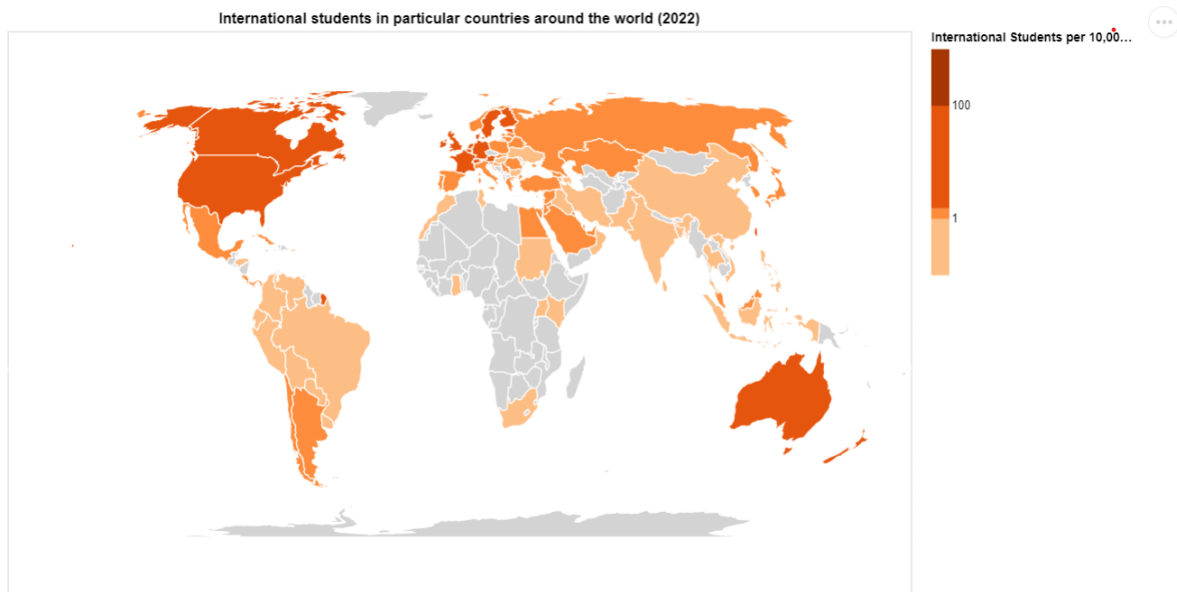 International students in particular countries around the world (2022)
International Students per 10,00…
100
1